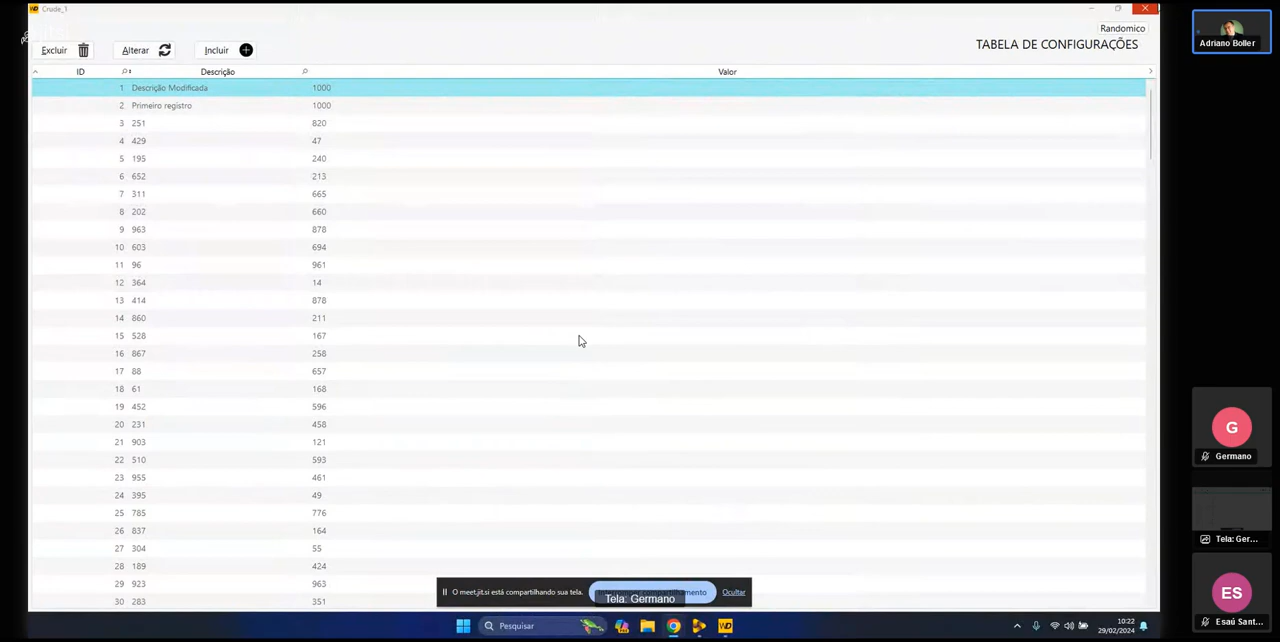 Crude_1
Randomico
Excluir Alterar Incluir
TABELA DE CONFIGURAÇÕES
ID Descrição Valor
1 Descrição Modificada 1000
2 Primeiro registro 1000
3 251 820
4 429 47
5 195 240
6 652 213
7 311 665
8 202 660
9 963 878
10 603 694
11 96 961
12 364 14
13 414 878
14 860 211
15 528 167
16 867 258
17 88 657
18 61 168
19 452 596
20 231 458
21 903 121
22 510 593
23 955 461
24 395 49
25 785 776
26 837 164
27 304 55
28 189 424
29 923 963
30 283 351
O meet.jit.si está compartilhando sua tela. compartilhamento Ocultar
Tela: Germano
Pesquisar
WD
10:22
29/02/2024
Adriano Boller
G
Germano
Tela: Ger...
ES
Esaú Sant...